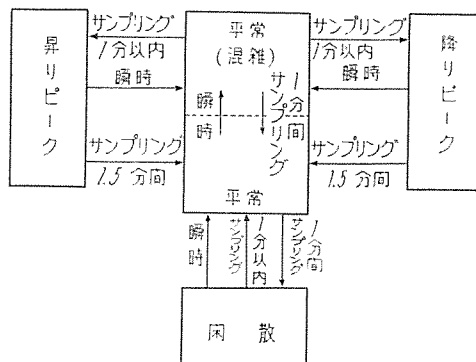 昇りピーク
サンプリング
1分以内
瞬時
サンプリング
1.5分間
平常
(混雑)
瞬時
サンプリング
1分間
平常
サンプリング
1分以内
瞬時
サンプリング
1.5分間
降りピーク
瞬時
サンプリング
1分以内
サンプリング
1分間
閑散